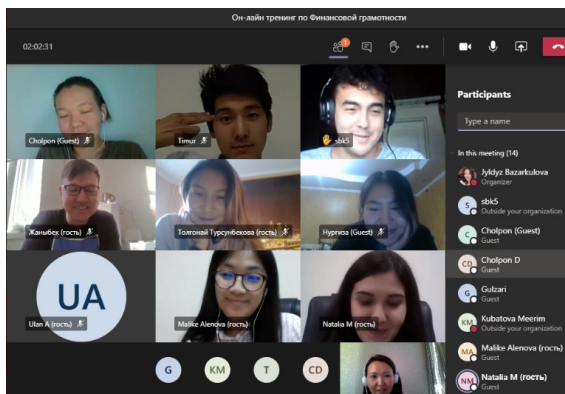 Он-лайн тренинг по Финансовой грамотности
02:02:31
1
Participants
Type a name
In this meeting (14)
Jyldyz Bazarkulova
Organizer
S sbk5
Outside your organization
C Cholpon (Guest)
Guest
CD Cholpon D
Guest
G Gulzari
Guest
KM Kubatova Meerim
Outside your organization
MA Malike Alenova (гость)
Guest
NM Natalia M (гость)
Guest
Cholpon (Guest)
Timur
sbk5
Жаныбек (гость)
Толгонай Турсунбекова (гость)
Нургиза (Guest)
UA
Ulan A (гость)
Malike Alenova (гость)
Natalia M (гость)
G KM T CD